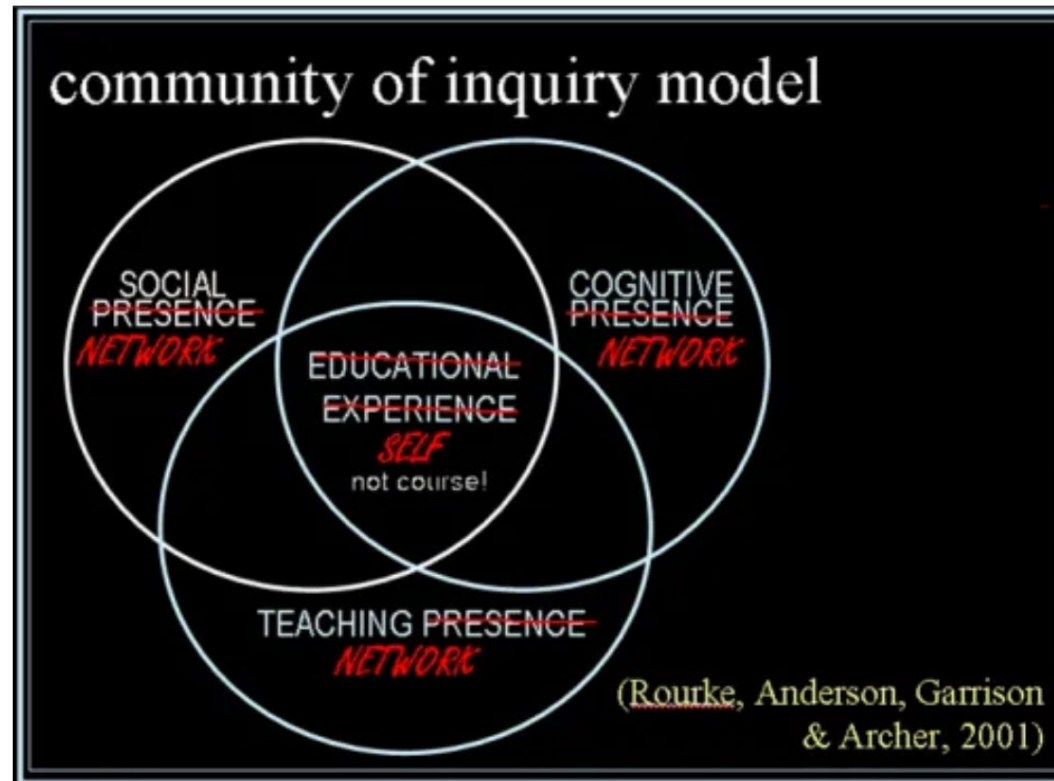 community of inquiry model
SOCIAL
PRESENCE
NETWORK
COGNITIVE
PRESENCE
NETWORK
EDUCATIONAL
EXPERIENCE
SELF
not course!
TEACHING PRESENCE
NETWORK
(Rourke, Anderson, Garrison
& Archer, 2001)